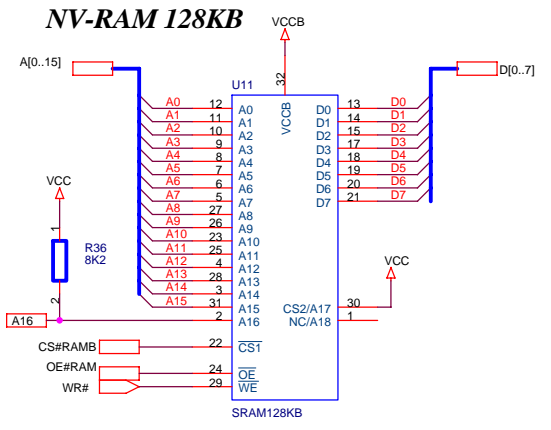 NV-RAM 128KB
VCCB
A[0..15]
D[0..7]
U11
32
VCCB
A0 12 A0 D0 13 D0
A1 11 A1 D1 14 D1
A2 10 A2 D2 15 D2
A3 9 A3 D3 17 D3
A4 8 A4 D4 18 D4
A5 7 A5 D5 19 D5
A6 6 A6 D6 20 D6
A7 5 A7 D7 21 D7
A8 27 A8
A9 26 A9
A10 23 A10
A11 25 A11
A12 4 A12
A13 28 A13
A14 3 A14
A15 31 A15 CS2/A17 30
A16 2 A16 NC/A18 1
VCC
1
R36
8K2
2
VCC
CS#RAMB 22 CS1
OE#RAM 24 OE
WR# 29 WE
SRAM128KB